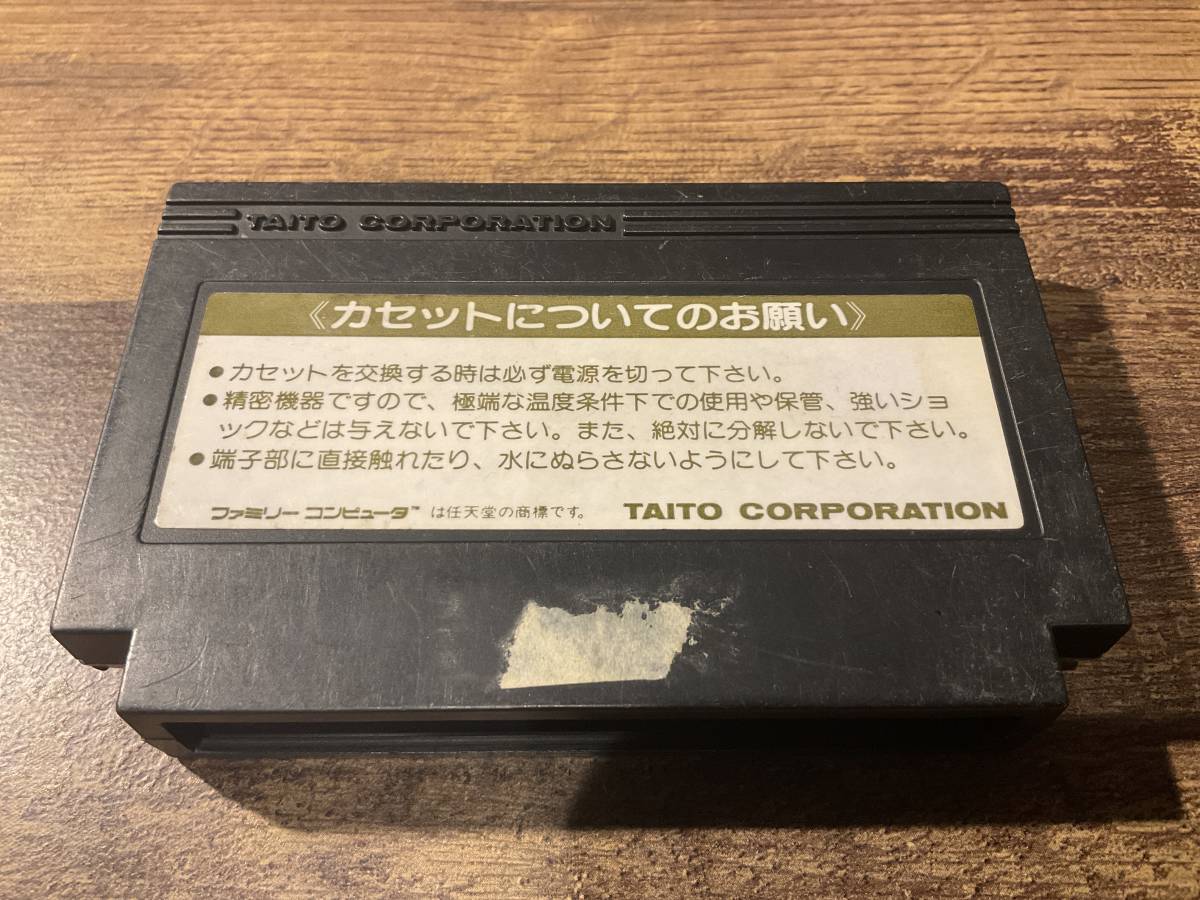 TAITO CORPORATION
《カセットについてのお願い》
● カセットを交換する時は必ず電源を切って下さい。
● 精密機器ですので、極端な温度条件下での使用や保管、強いショ
ックなどは与えないで下さい。また、絶対に分解しないで下さい。
● 端子部に直接触れたり、水にぬらさないようにして下さい。
ファミリーコンピュータ™ は任天堂の商標です。 TAITO CORPORATION